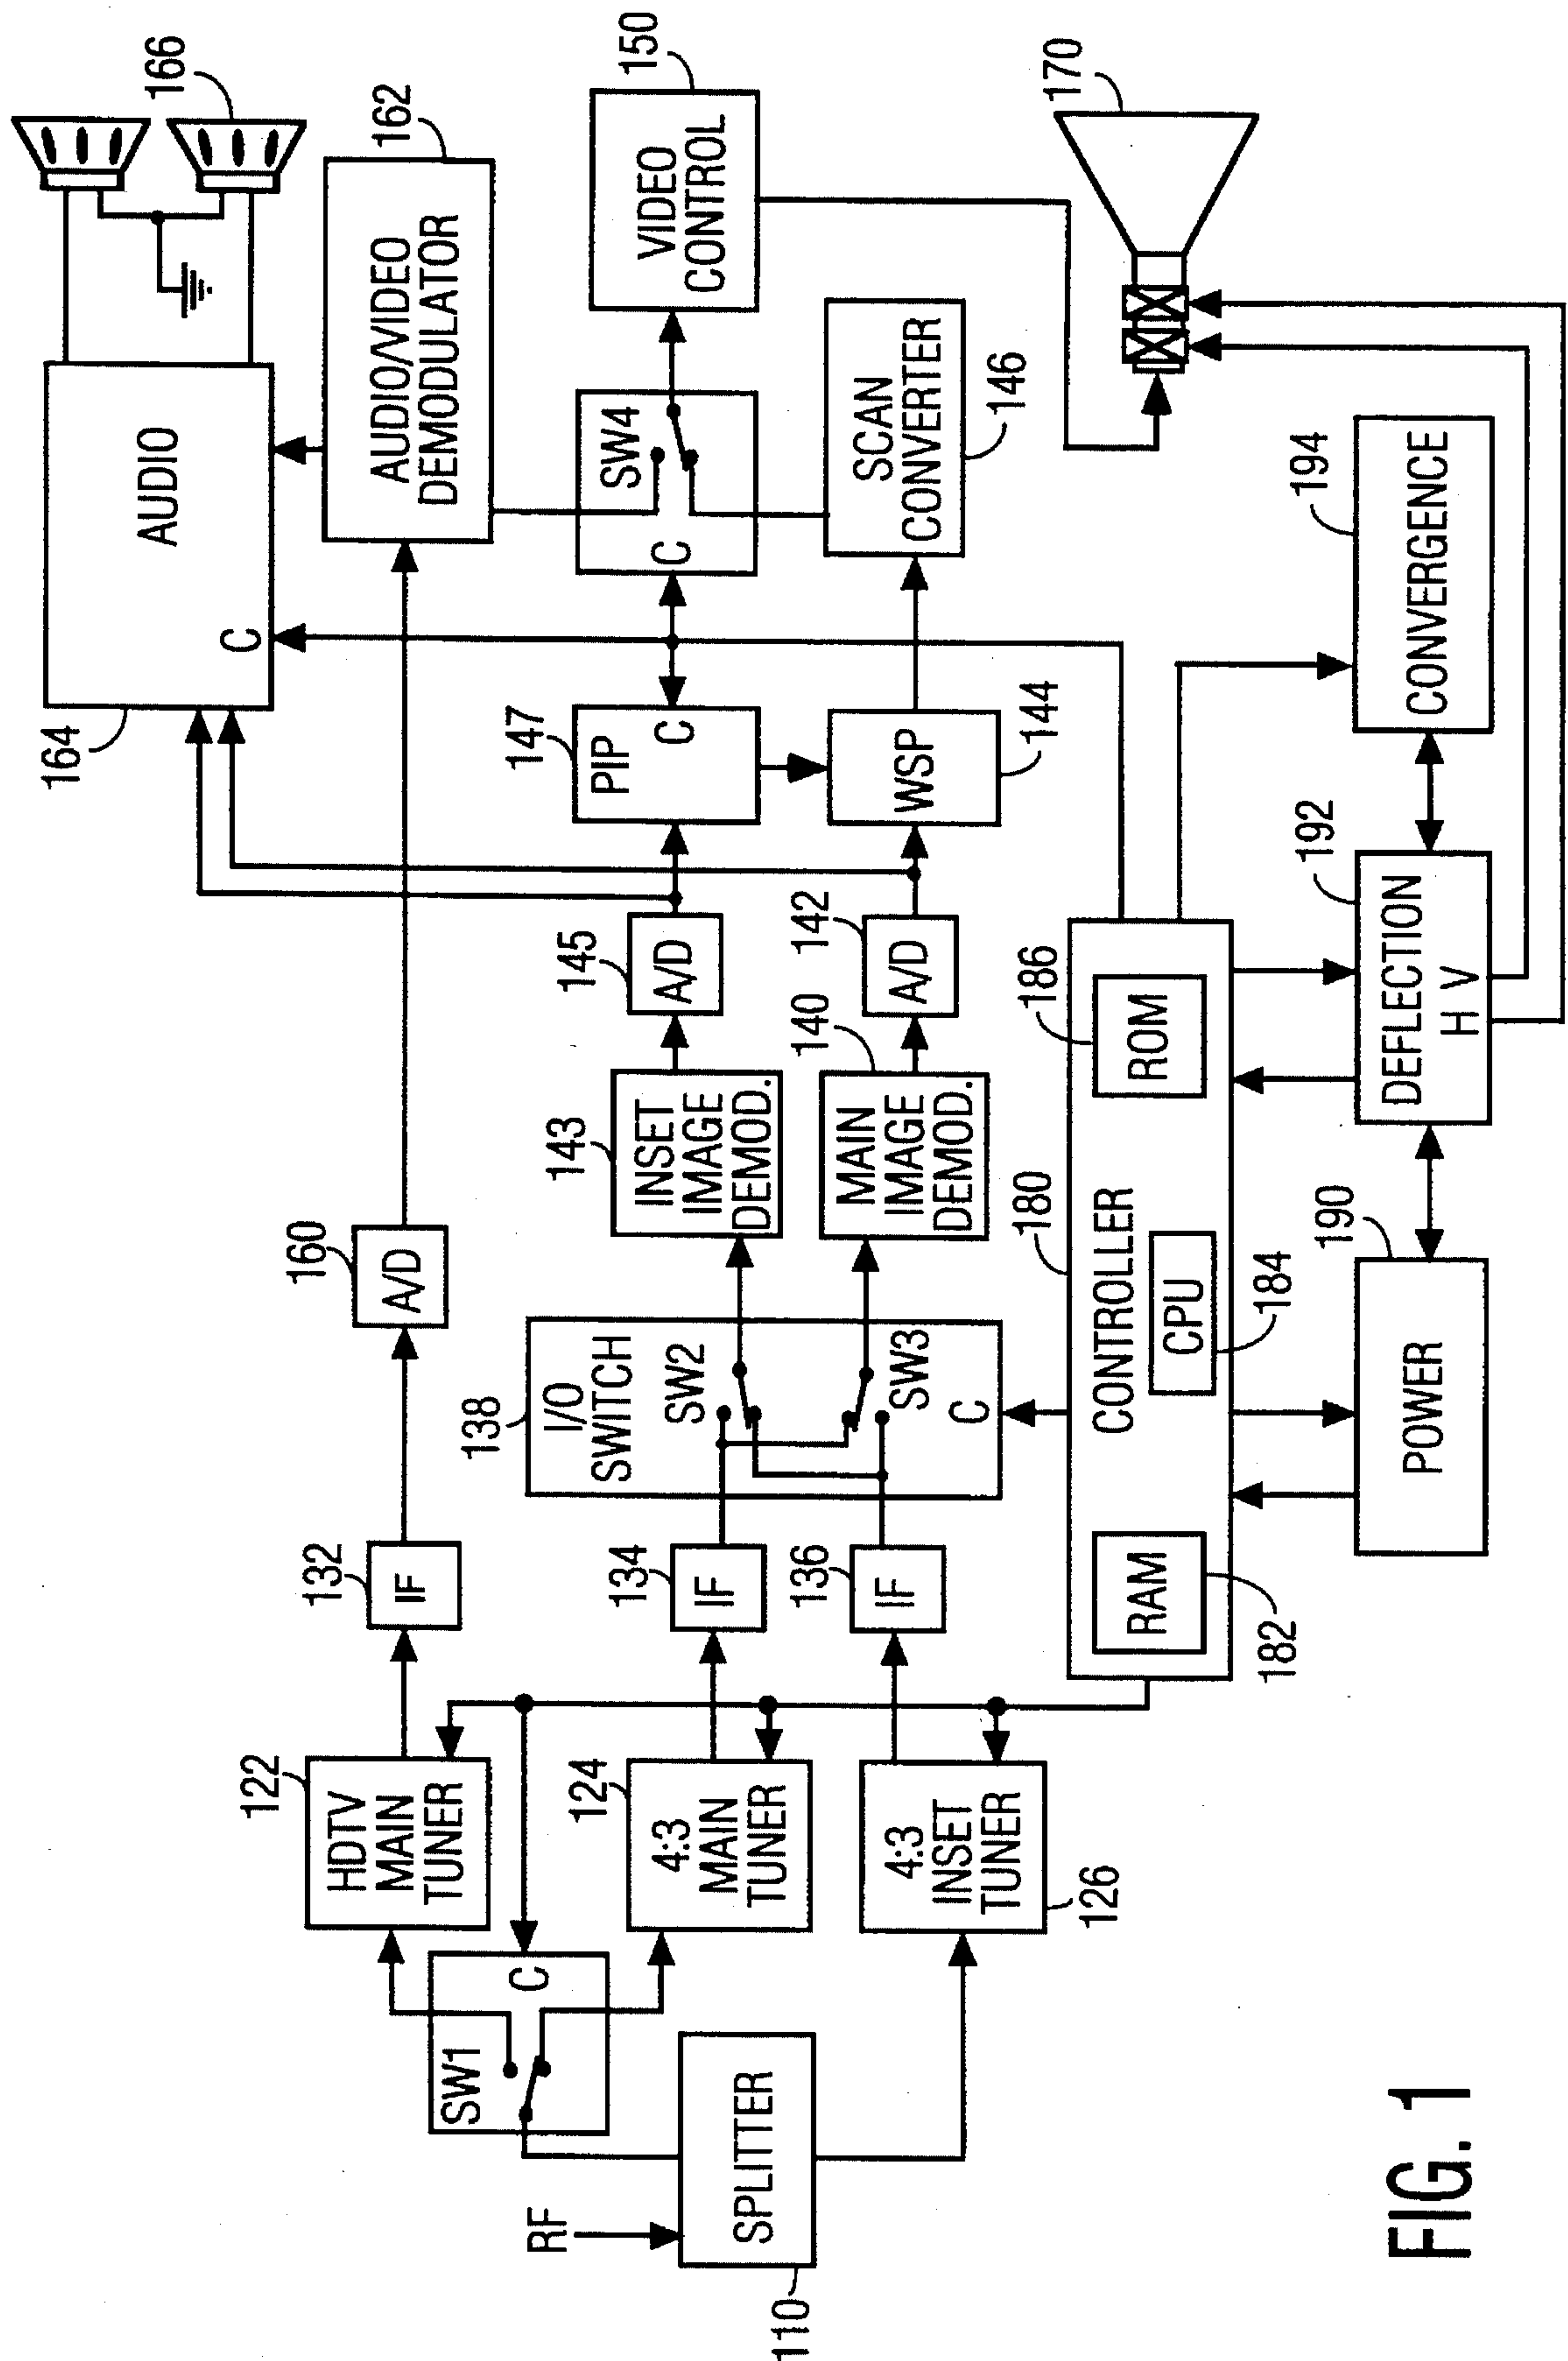 RF
SPLITTER
110
SW1
C
HDTV
MAIN
TUNER
122
4:3
MAIN
TUNER
124
4:3
INSET
TUNER
126
IF
132
IF
134
IF
136
A/D
160
138
I/O
SWITCH
SW2
SW3
C
143
INSET
IMAGE
DEMOD.
140
MAIN
IMAGE
DEMOD.
145
A/D
142
A/D
147
PIP
C
WSP
144
164
AUDIO
C
166
AUDIO/VIDEO
DEMODULATOR
162
SW4
C
SCAN
CONVERTER
146
VIDEO
CONTROL
150
170
180
CONTROLLER
RAM
182
CPU
184
ROM
186
POWER
190
DEFLECTION
H V
192
CONVERGENCE
194
FIG. 1